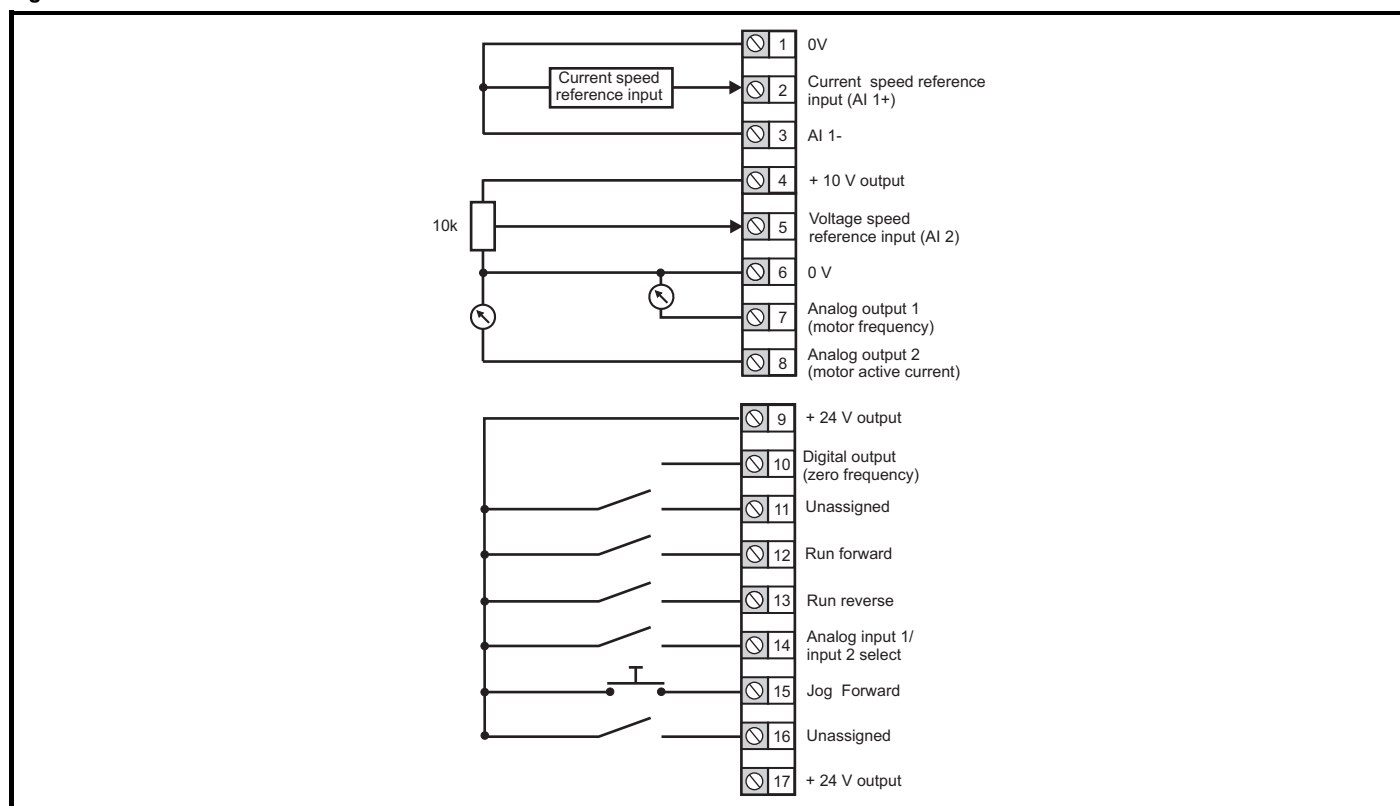 1 0V
Current speed
reference input
2 Current speed reference
input (AI 1+)
3 AI 1-
4 + 10 V output
10k
5 Voltage speed
reference input (AI 2)
6 0 V
7 Analog output 1
(motor frequency)
8 Analog output 2
(motor active current)
9 + 24 V output
10 Digital output
(zero frequency)
11 Unassigned
12 Run forward
13 Run reverse
14 Analog input 1/
input 2 select
15 Jog Forward
16 Unassigned
17 + 24 V output